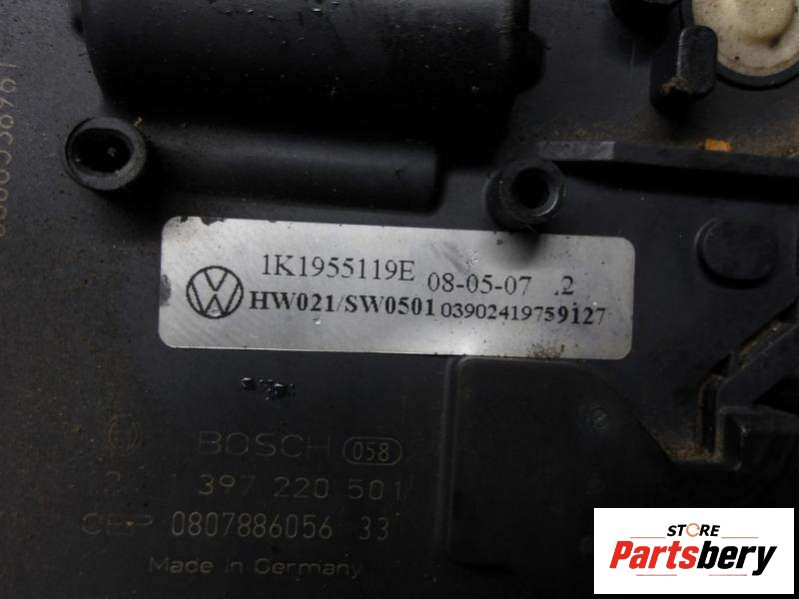 1K1955119E 08-05-07 .2
HW021/SW0501 03902419759127
BOSCH 058
397 220 501
0807886056 33
Made in Germany
STORE
Partsbery